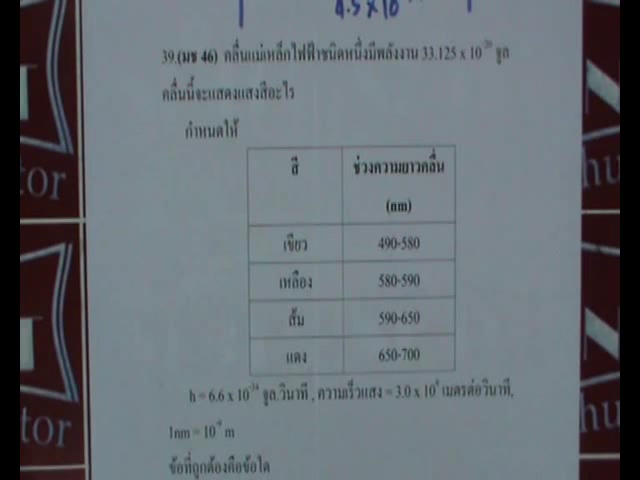 4.5 x 10
39.(มช 46) คลื่นแม่เหล็กไฟฟ้าชนิดหนึ่งมีพลังงาน 33.125 x 10⁻²⁰ จูล
คลื่นนี้จะแสดงแสงสีอะไร
กำหนดให้
สี ช่วงความยาวคลื่น
(nm)
เขียว 490-580
เหลือง 580-590
ส้ม 590-650
แดง 650-700
h = 6.6 x 10⁻³⁴ จูล.วินาที , ความเร็วแสง = 3.0 x 10⁸ เมตรต่อวินาที,
1nm = 10⁻⁹ m
ข้อที่ถูกต้องคือข้อใด
tor
hu
N
tor
hu